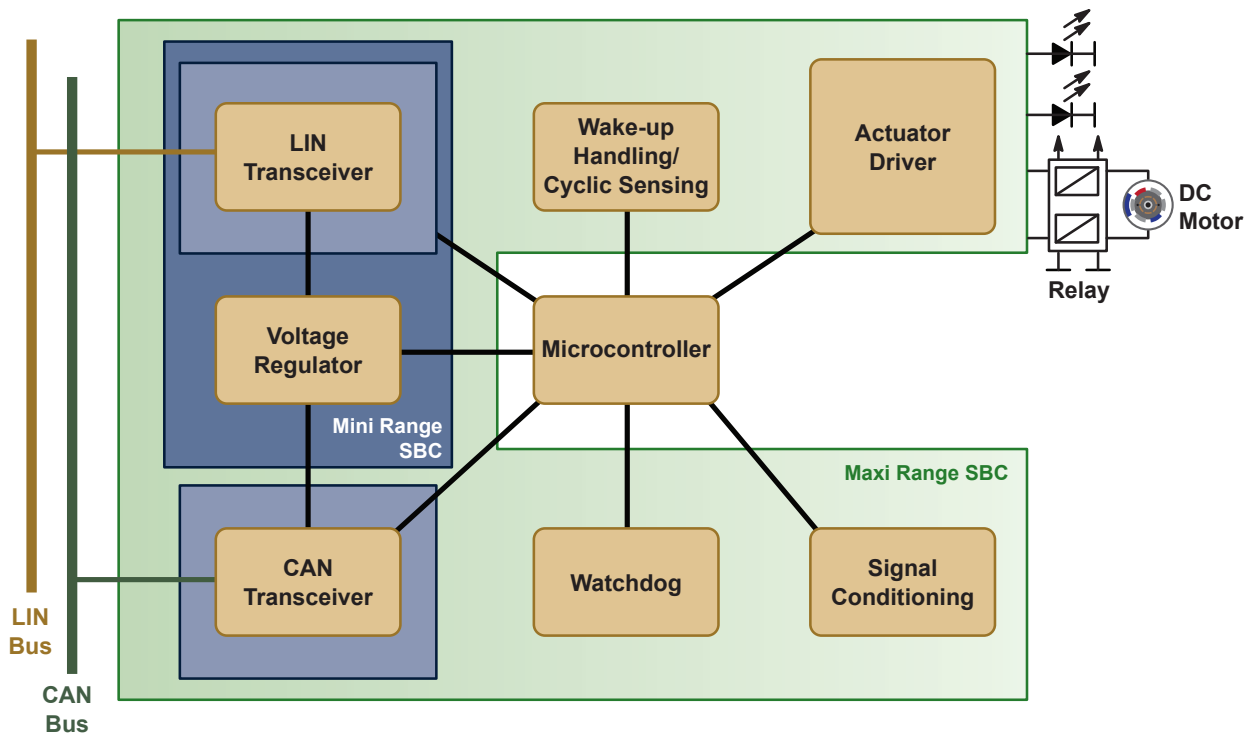 LIN
Transceiver
Wake-up
Handling/
Cyclic Sensing
Actuator
Driver
DC
Motor
Relay
Voltage
Regulator
Microcontroller
Mini Range
SBC
Maxi Range SBC
CAN
Transceiver
Watchdog
Signal
Conditioning
LIN
Bus
CAN
Bus